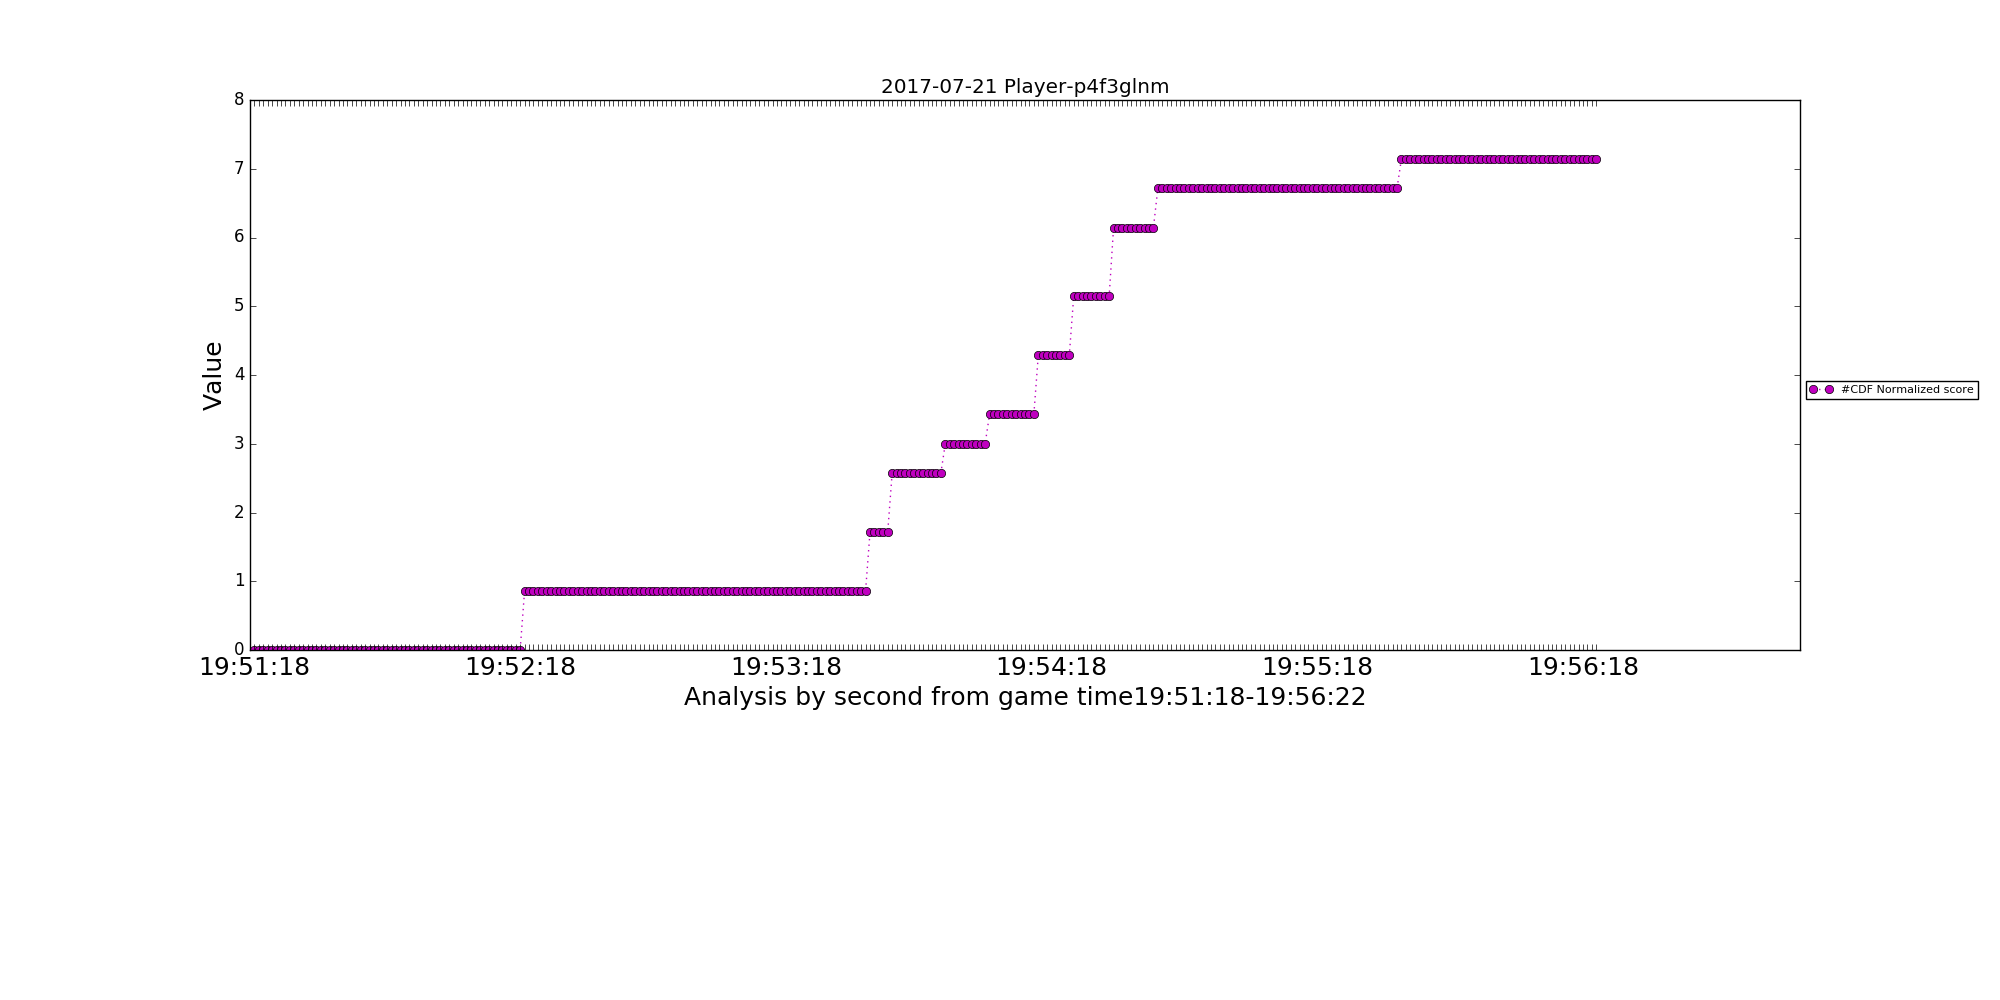 2017-07-21 Player-p4f3glnm
8
7
6
5
4
3
2
1
0
Value
#CDF Normalized score
19:51:18 19:52:18 19:53:18 19:54:18 19:55:18 19:56:18
Analysis by second from game time19:51:18-19:56:22